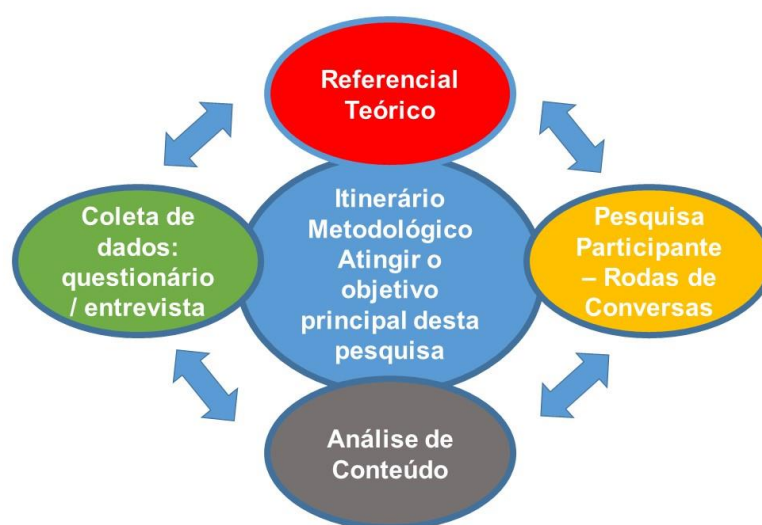 Referencial
Teórico
Coleta de
dados:
questionário
/ entrevista
Itinerário
Metodológico
Atingir o
objetivo
principal desta
pesquisa
Pesquisa
Participante
– Rodas de
Conversas
Análise de
Conteúdo